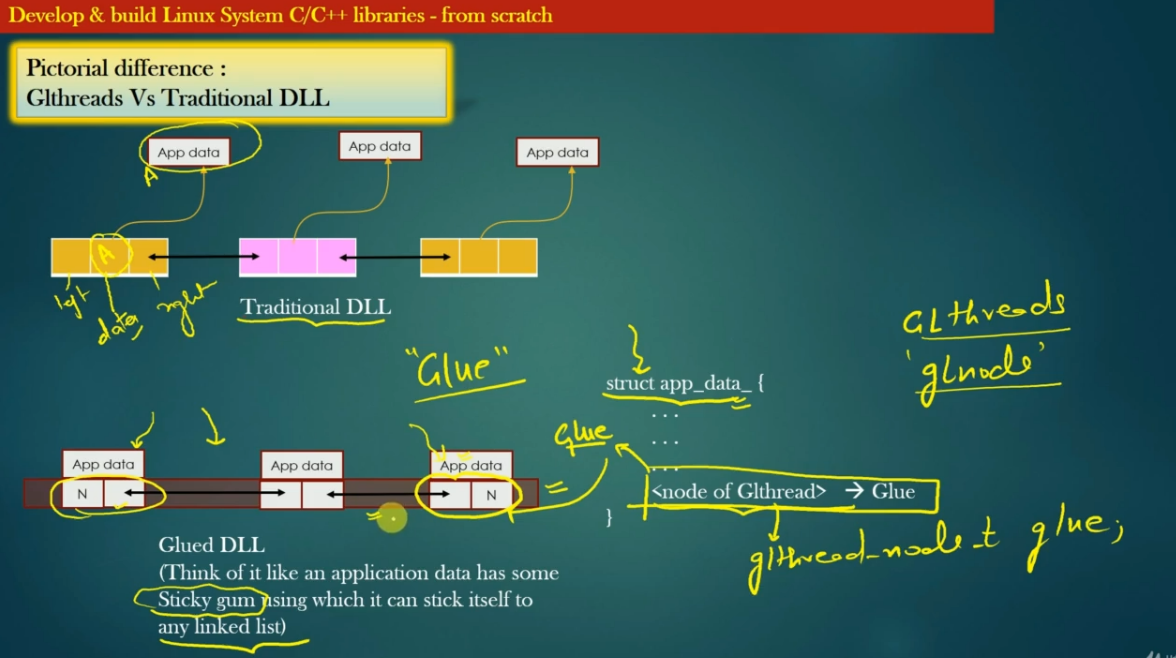 Develop & build Linux System C/C++ libraries - from scratch
Pictorial difference :
Glthreads Vs Traditional DLL
App data
App data
App data
A
A
left
data
right
Traditional DLL
GLthreads
'glnode'
"Glue"
struct app_data_ {
...
...
...
<node of Glthread> → Glue
}
Glue
glthread_node_t glue;
App data
App data
App data
N
N
Glued DLL
(Think of it like an application data has some
Sticky gum using which it can stick itself to
any linked list)